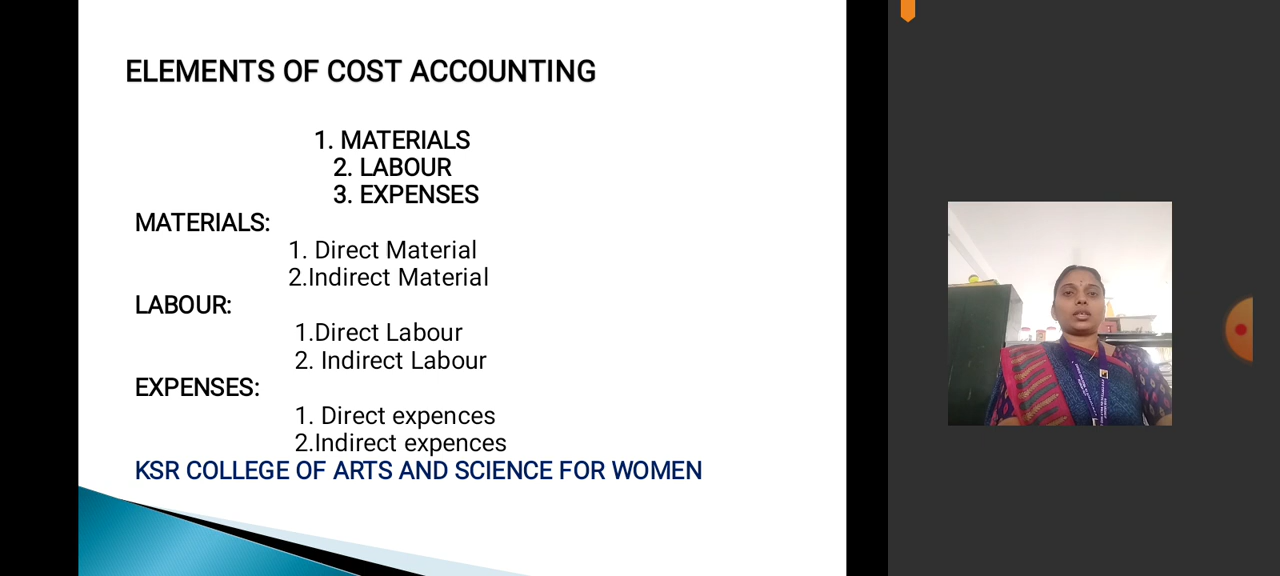 ELEMENTS OF COST ACCOUNTING
1. MATERIALS
2. LABOUR
3. EXPENSES
MATERIALS:
1. Direct Material
2.Indirect Material
LABOUR:
1.Direct Labour
2. Indirect Labour
EXPENSES:
1. Direct expences
2.Indirect expences
KSR COLLEGE OF ARTS AND SCIENCE FOR WOMEN